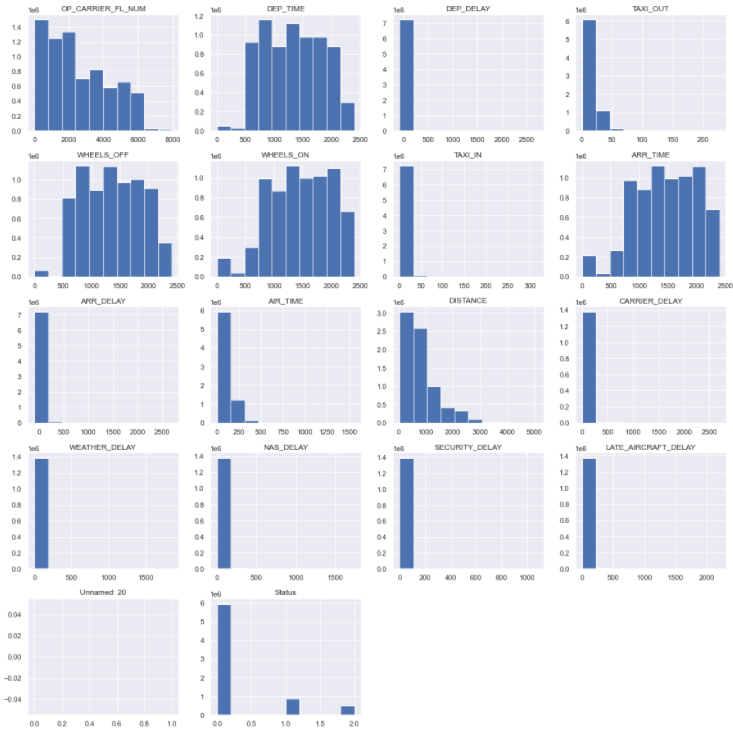 OP_CARRIER_FL_NUM DEP_TIME DEP_DELAY TAXI_OUT
1e6 1e6 1e6 1e6
1.4 1.2 7 6
1.2 1.0 6 5
1.0 0.8 5 4
0.8 0.6 4 3
0.6 0.4 3 2
0.4 0.2 2 1
0.2 0.0 1 0
0.0 0
0 2000 4000 6000 8000 0 500 1000 1500 2000 2500 0 500 1000 1500 2000 2500 0 50 100 150 200
WHEELS_OFF WHEELS_ON TAXI_IN ARR_TIME
1e6 1e6 1e6 1e6
1.0 1.0 7 1.0
0.8 0.8 6 0.8
0.6 0.6 5 0.6
0.4 0.4 4 0.4
0.2 0.2 3 0.2
0.0 0.0 2 0.0
1
0
0 500 1000 1500 2000 2500 0 500 1000 1500 2000 2500 0 50 100 150 200 250 300 0 500 1000 1500 2000 2500
ARR_DELAY AIR_TIME DISTANCE CARRIER_DELAY
1e6 1e6 1e6 1e6
7 6 3.0 1.4
6 5 2.5 1.2
5 4 2.0 1.0
4 3 1.5 0.8
3 2 1.0 0.6
2 1 0.5 0.4
1 0 0.0 0.2
0 0.0
0 500 1000 1500 2000 2500 0 250 500 750 1000 1250 1500 0 1000 2000 3000 4000 5000 0 500 1000 1500 2000 2500
WEATHER_DELAY NAS_DELAY SECURITY_DELAY LATE_AIRCRAFT_DELAY
1e6 1e6 1e6 1e6
1.4 1.4 1.4 1.4
1.2 1.2 1.2 1.2
1.0 1.0 1.0 1.0
0.8 0.8 0.8 0.8
0.6 0.6 0.6 0.6
0.4 0.4 0.4 0.4
0.2 0.2 0.2 0.2
0.0 0.0 0.0 0.0
0 500 1000 1500 0 500 1000 1500 0 200 400 600 800 1000 0 500 1000 1500 2000
Unnamed: 20 Status
1e6
0.04 6
0.02 5
0.00 4
−0.02 3
−0.04 2
1
0
0.0 0.2 0.4 0.6 0.8 1.0 0.0 0.5 1.0 1.5 2.0